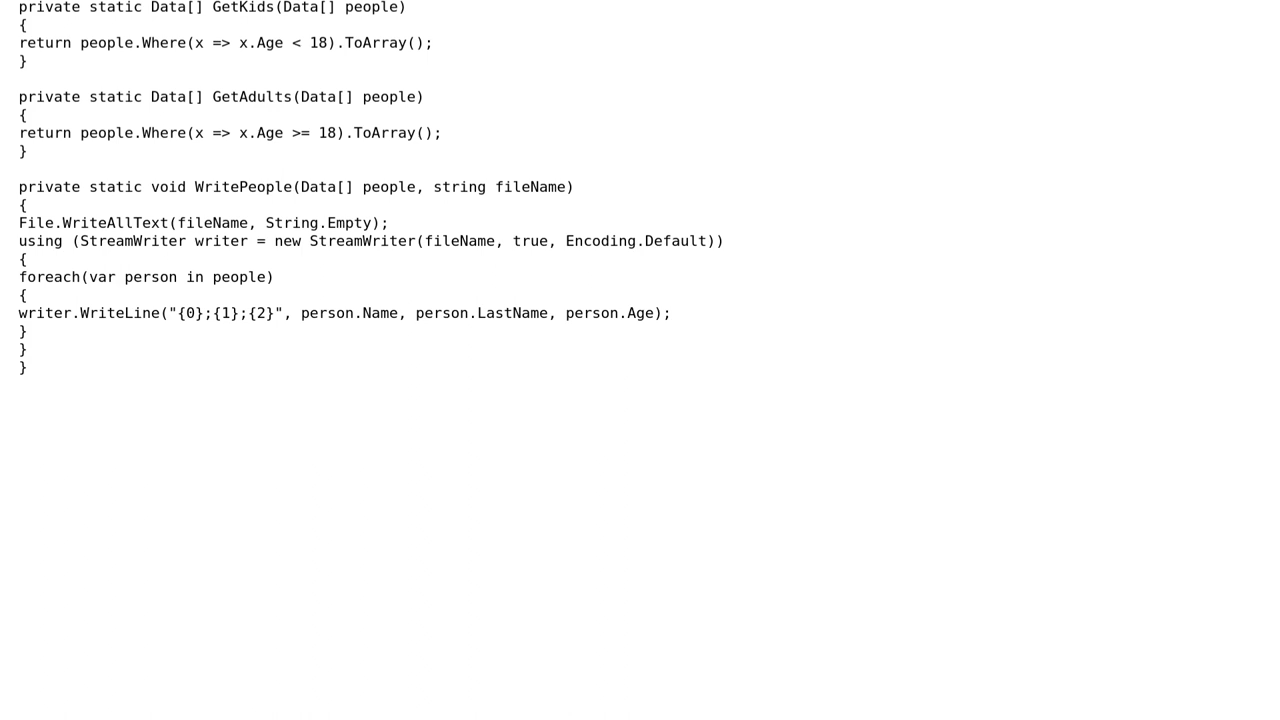 private static Data[] GetKids(Data[] people)
{
return people.Where(x => x.Age < 18).ToArray();
}

private static Data[] GetAdults(Data[] people)
{
return people.Where(x => x.Age >= 18).ToArray();
}

private static void WritePeople(Data[] people, string fileName)
{
File.WriteAllText(fileName, String.Empty);
using (StreamWriter writer = new StreamWriter(fileName, true, Encoding.Default))
{
foreach(var person in people)
{
writer.WriteLine("{0};{1};{2}", person.Name, person.LastName, person.Age);
}
}
}